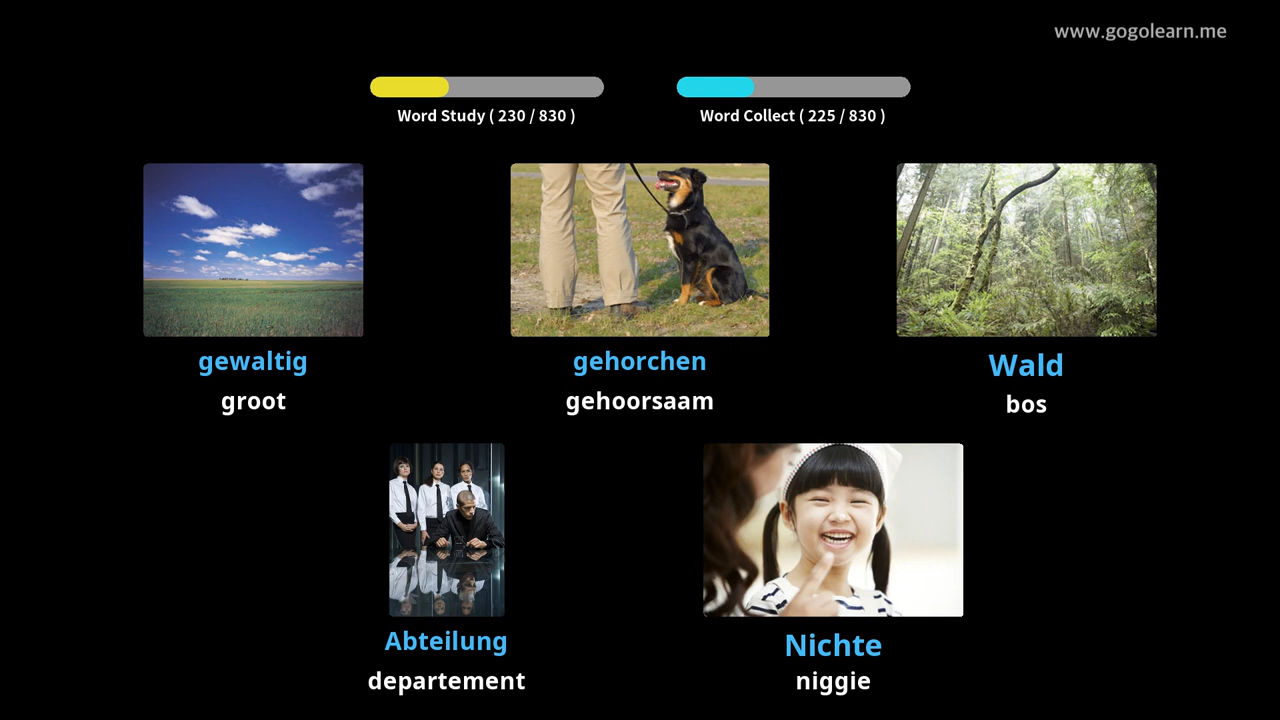 www.gogolearn.me
Word Study ( 230 / 830 )
Word Collect ( 225 / 830 )
gewaltig
groot
gehorchen
gehoorsaam
Wald
bos
Abteilung
departement
Nichte
niggie